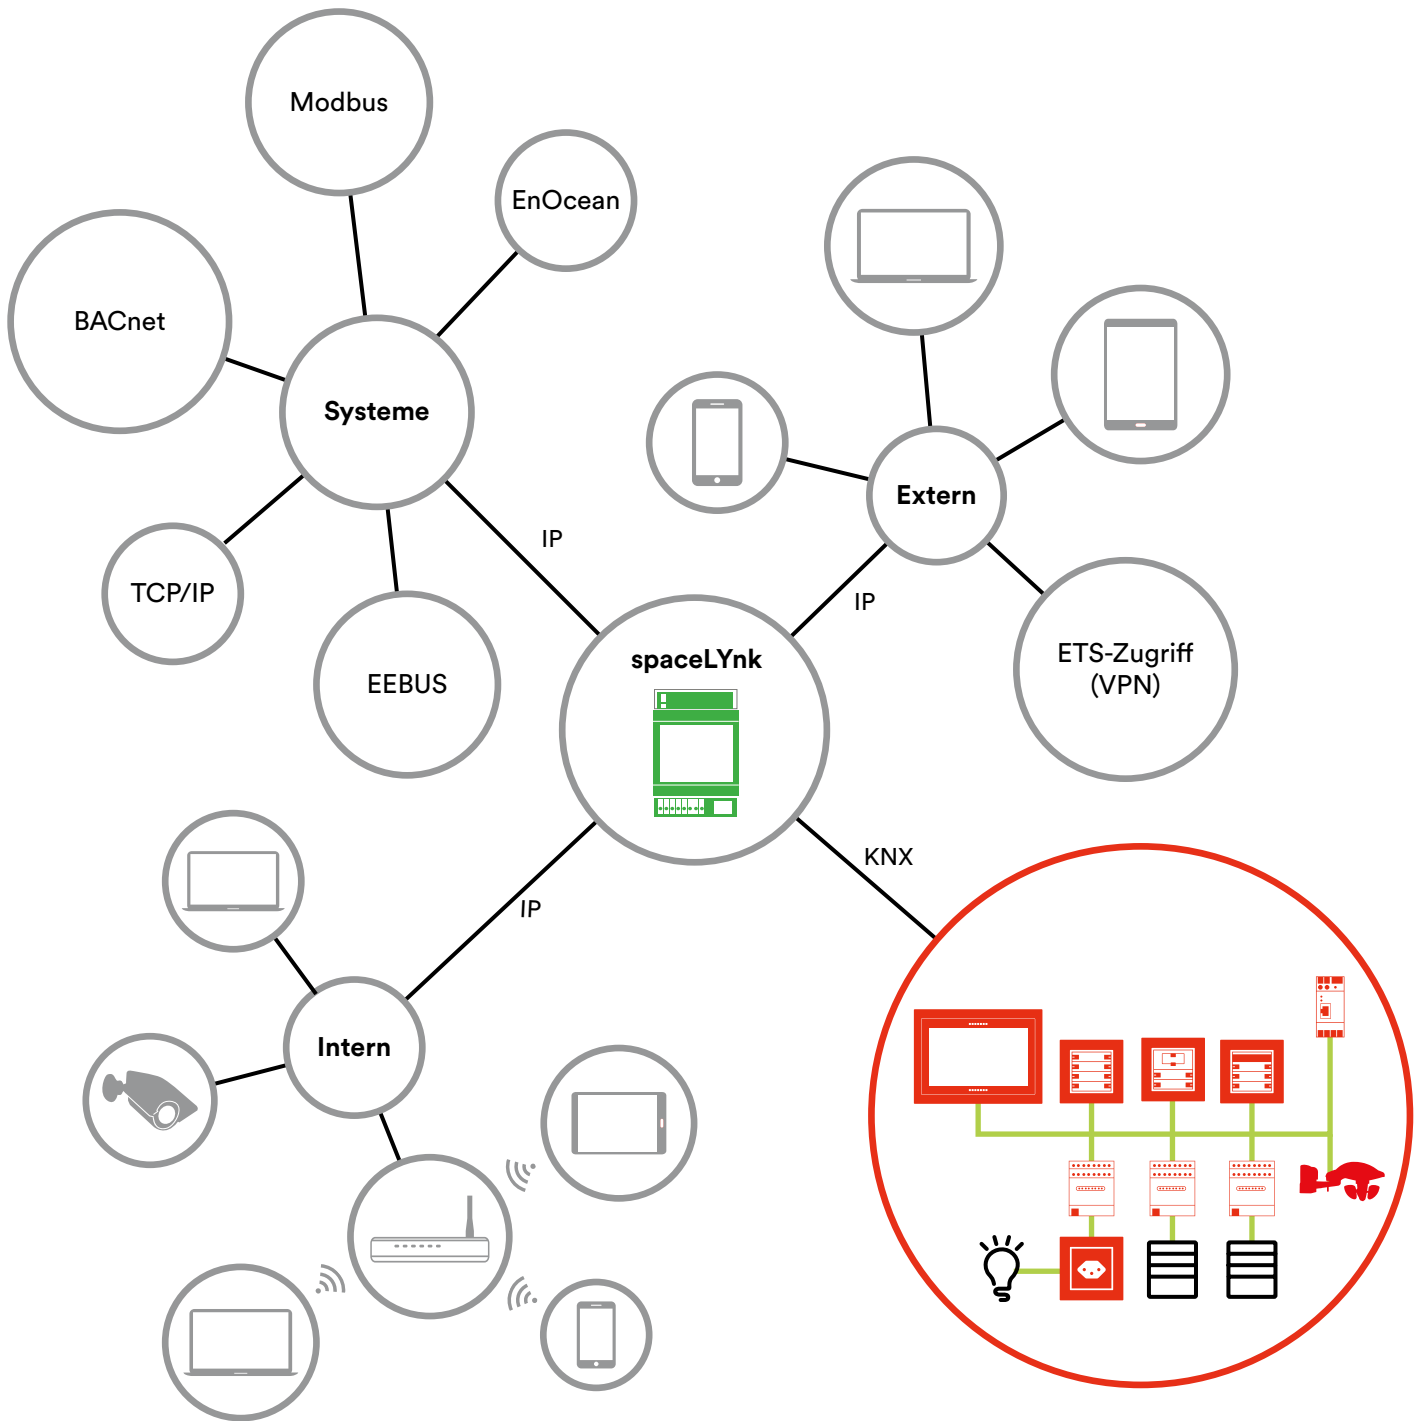 Modbus
EnOcean
BACnet
Systeme
TCP/IP
EEBUS
IP
Extern
IP
ETS-Zugriff
(VPN)
spaceLYnk
KNX
IP
Intern